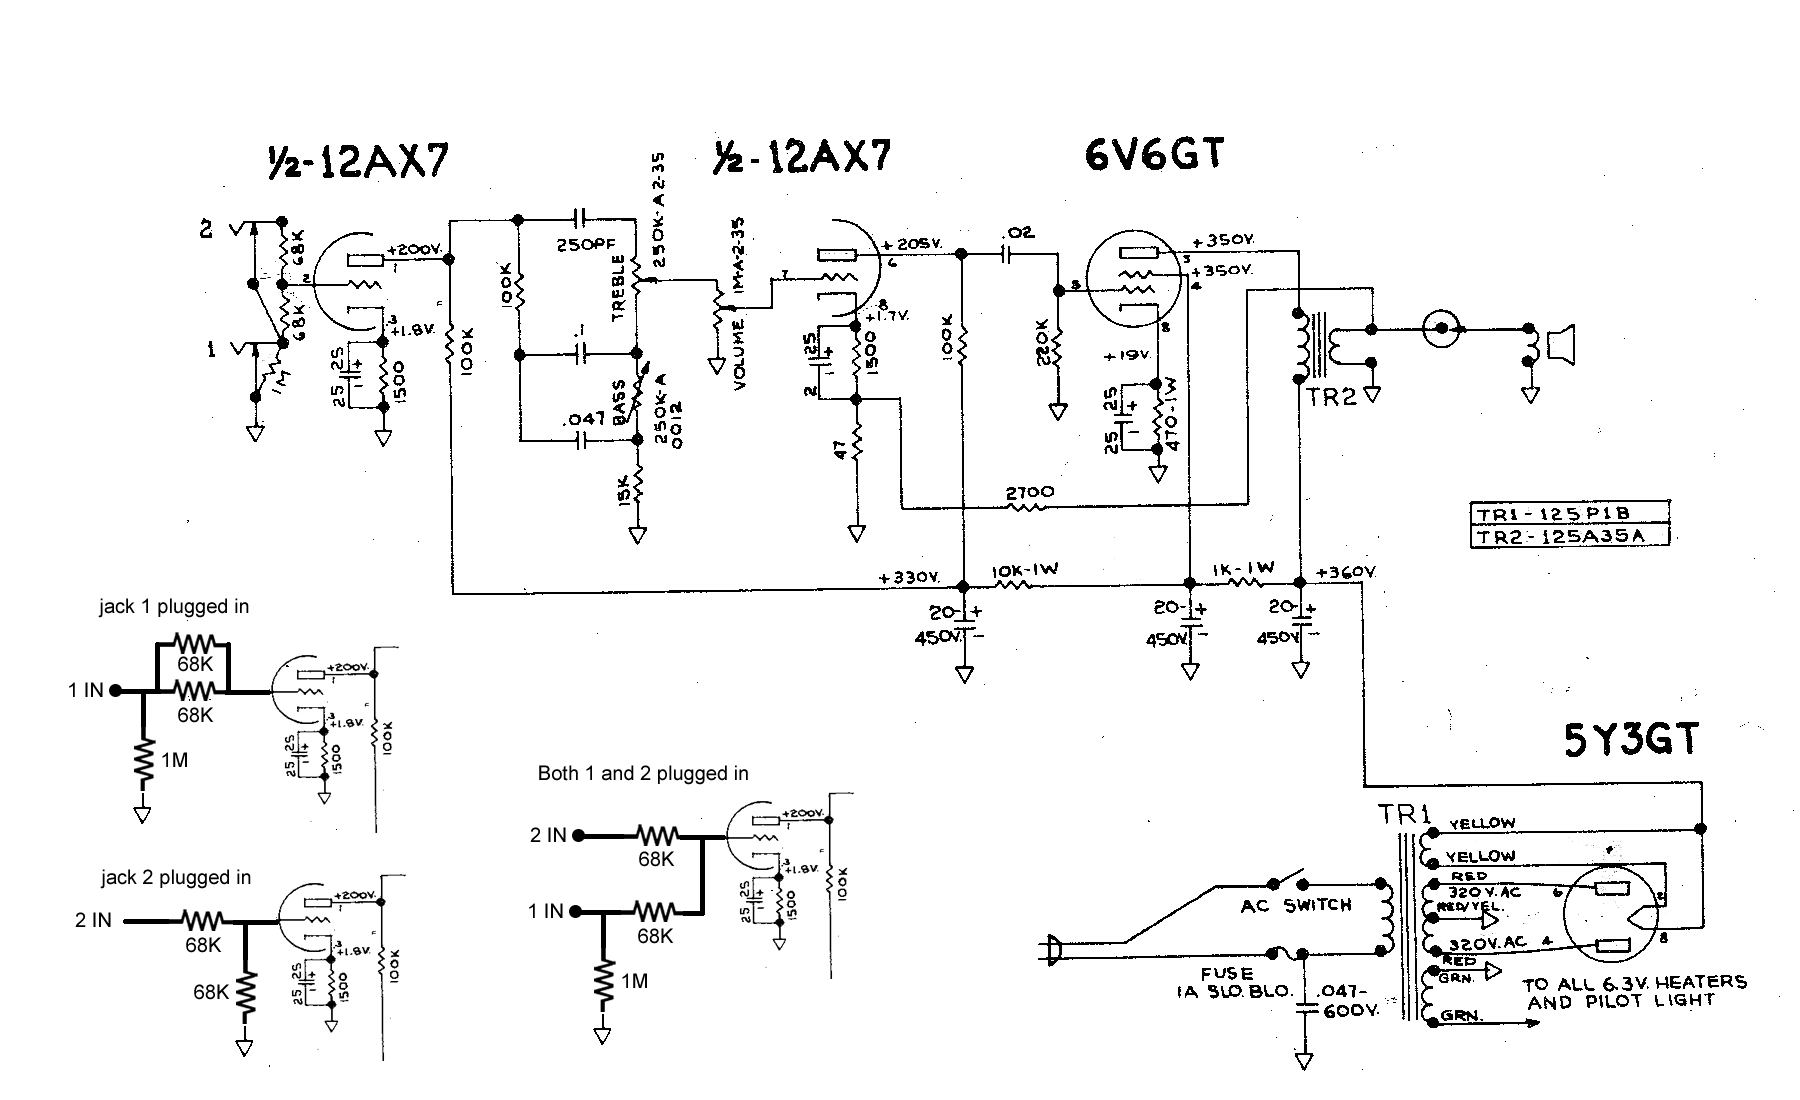 ½-12AX7
½-12AX7
6V6GT
2
68K
2
68K
1
1M
+200V.
1
3
+1.8V.
25 25
+
-
1500
100K
250PF
100K
TREBLE
250K-A 2-35
.1
BASS
250K-A
0012
.047
15K
VOLUME 1M-A-2-35
7
+205V.
6
8
+1.7V.
25
2
+
1500
47
100K
.02
220K
5
+350V.
3
+350V.
4
8
+19V.
25 25
+
-
470-1W
TR2
2700
TR1-125P1B
TR2-125A35A
+330V.
10K-1W
1K-1W
+360V.
20-
+
450V.
-
20-
+
450V.
-
20-
+
450V
-
jack 1 plugged in
68K
1 IN
68K
1M
+200V.
1
3
+1.8V.
25 25
+
-
1500
100K
jack 2 plugged in
2 IN
68K
68K
+200V.
1
3
+1.8V.
25 25
+
-
1500
100K
Both 1 and 2 plugged in
2 IN
68K
1 IN
68K
1M
+200V.
1
3
+1.8V.
25 25
+
-
1500
100K
5Y3GT
TR1
YELLOW
YELLOW
RED
320 V. AC
6
2
RED/YEL.
320V. AC
4
8
RED
GRN.
GRN.
TO ALL 6.3V. HEATERS
AND PILOT LIGHT
AC SWITCH
FUSE
1A SLO. BLO.
.047-
600V.